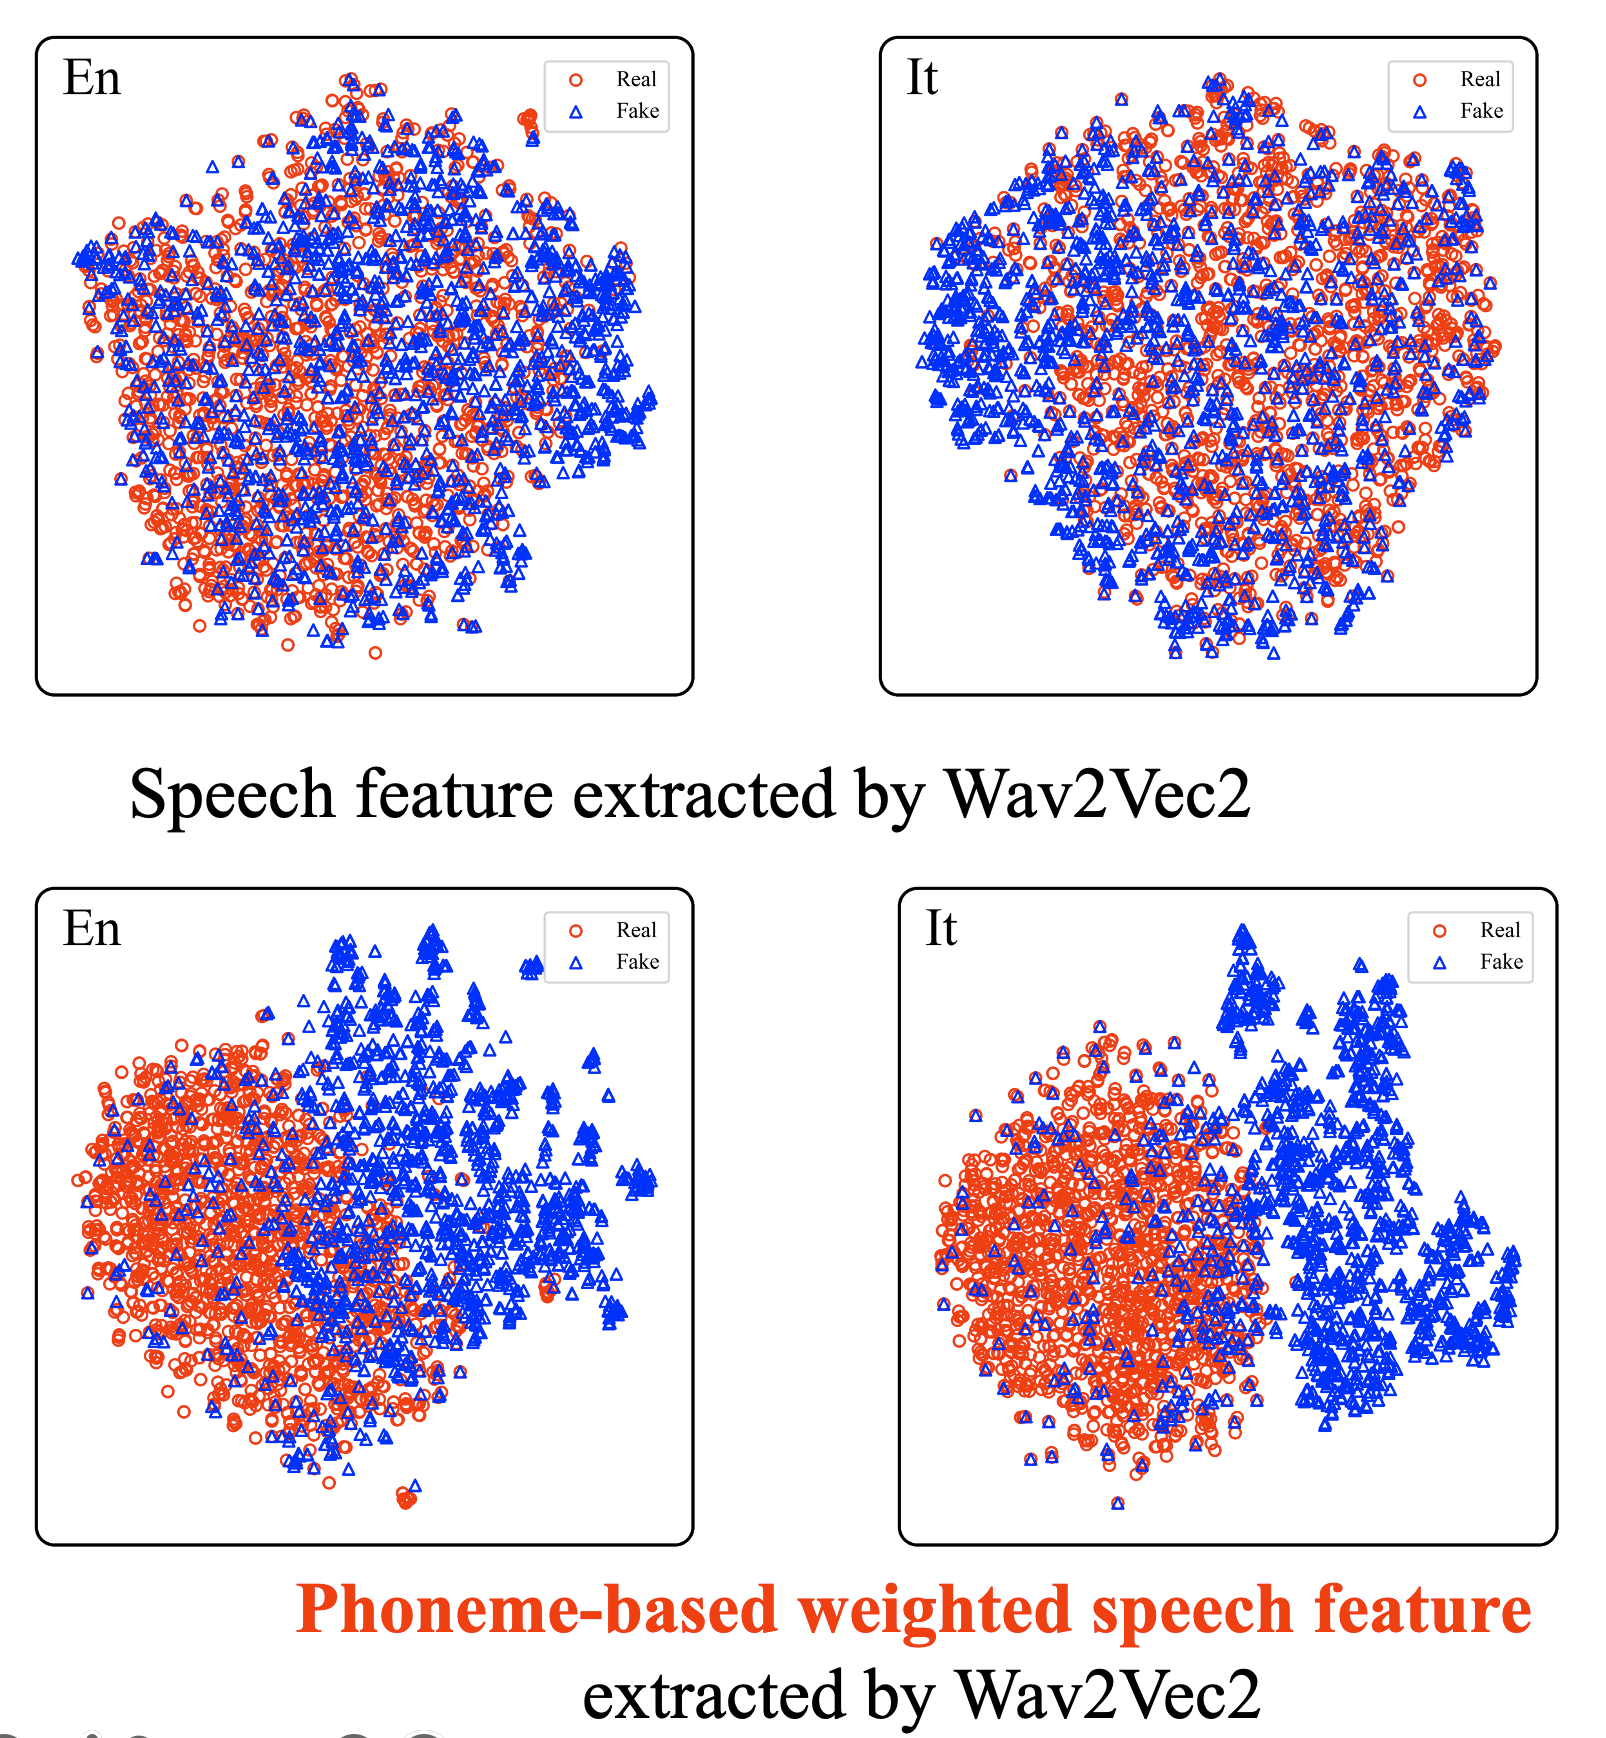 En
Real
Fake
It
Real
Fake
Speech feature extracted by Wav2Vec2
En
Real
Fake
It
Real
Fake
Phoneme-based weighted speech feature
extracted by Wav2Vec2